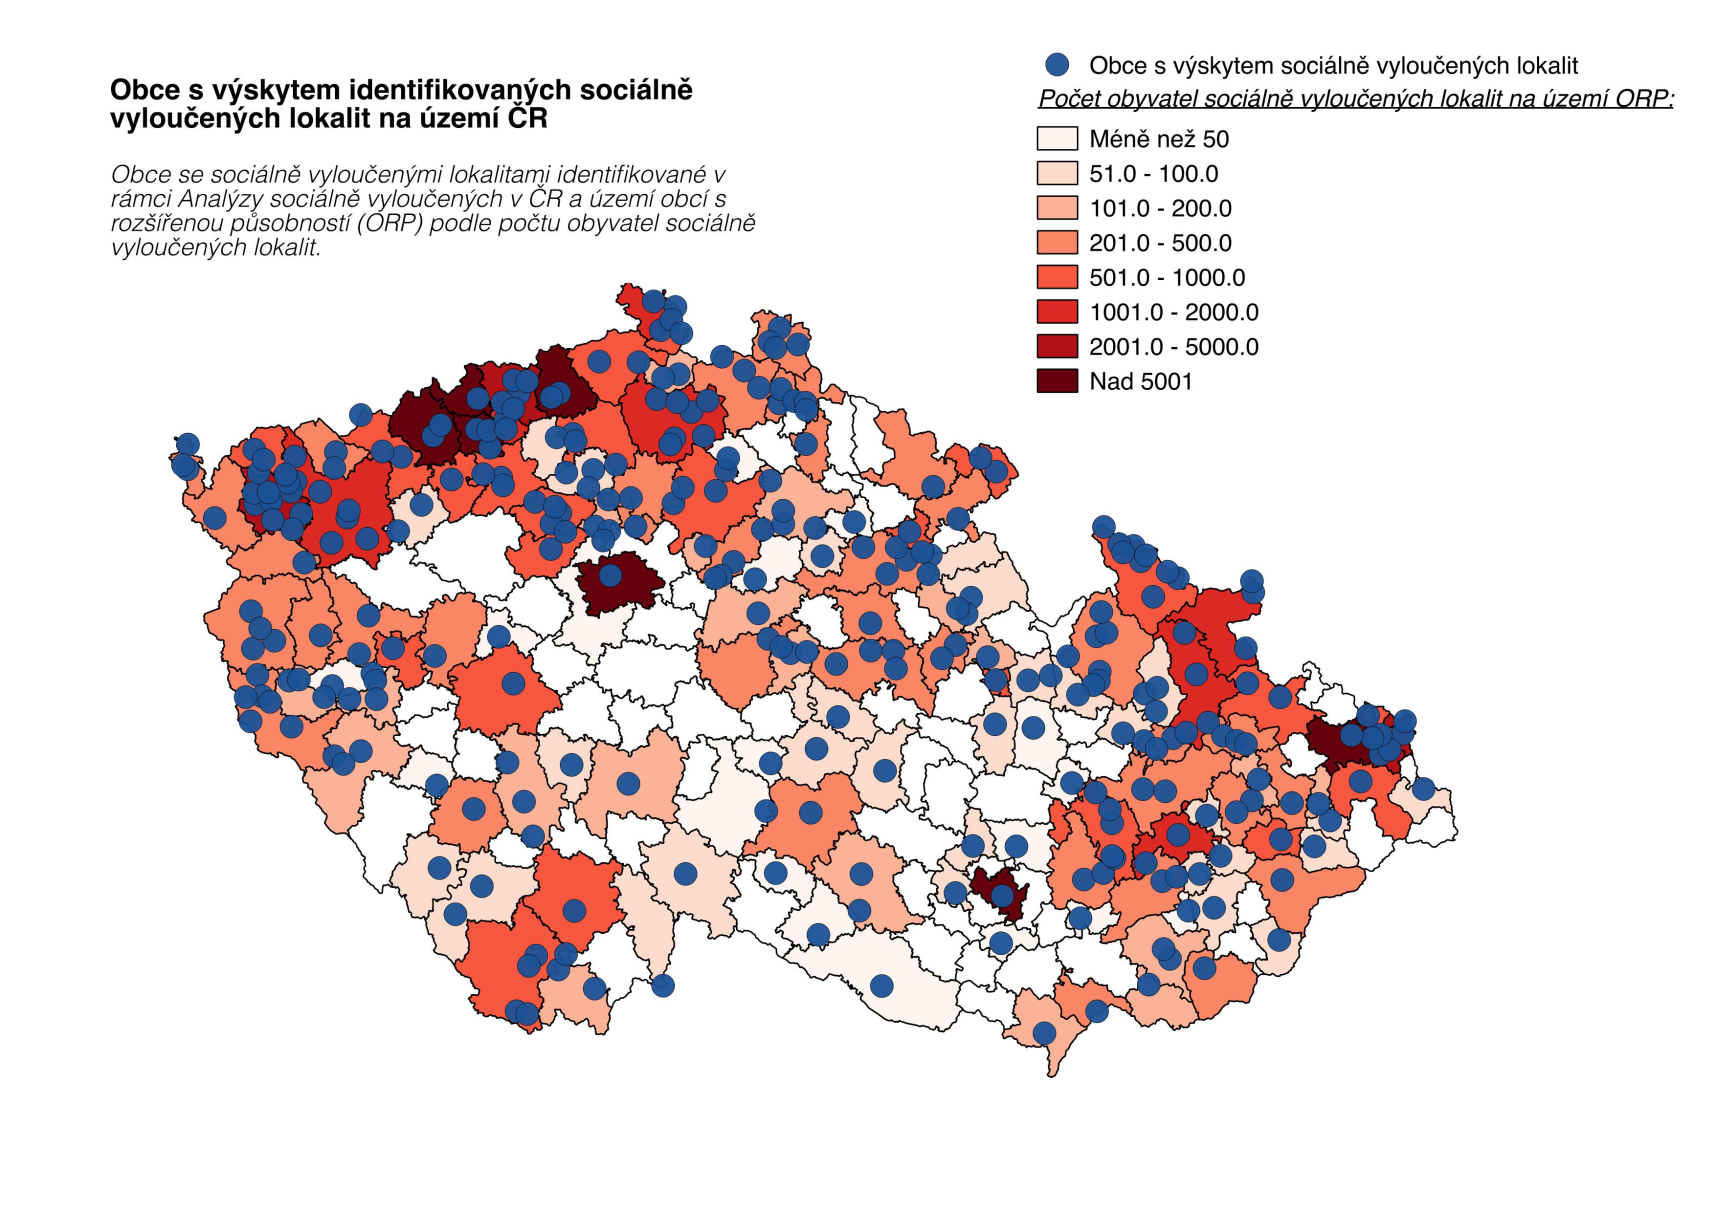 Obce s výskytem identifikovaných sociálně
vyloučených lokalit na území ČR
Obce se sociálně vyloučenými lokalitami identifikované v
rámci Analýzy sociálně vyloučených v ČR a území obcí s
rozšířenou působností (ORP) podle počtu obyvatel sociálně
vyloučených lokalit.
Obce s výskytem sociálně vyloučených lokalit
Počet obyvatel sociálně vyloučených lokalit na území ORP:
Méně než 50
51.0 - 100.0
101.0 - 200.0
201.0 - 500.0
501.0 - 1000.0
1001.0 - 2000.0
2001.0 - 5000.0
Nad 5001